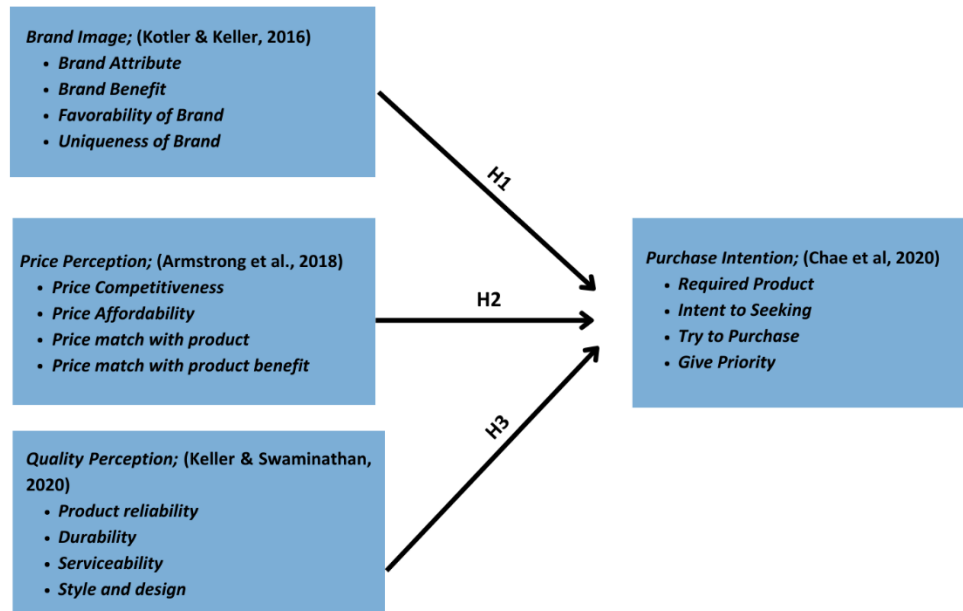 Brand Image; (Kotler & Keller, 2016)
• Brand Attribute
• Brand Benefit
• Favorability of Brand
• Uniqueness of Brand
H1
Price Perception; (Armstrong et al., 2018)
• Price Competitiveness
• Price Affordability
• Price match with product
• Price match with product benefit
H2
Purchase Intention; (Chae et al, 2020)
• Required Product
• Intent to Seeking
• Try to Purchase
• Give Priority
H3
Quality Perception; (Keller & Swaminathan,
2020)
• Product reliability
• Durability
• Serviceability
• Style and design